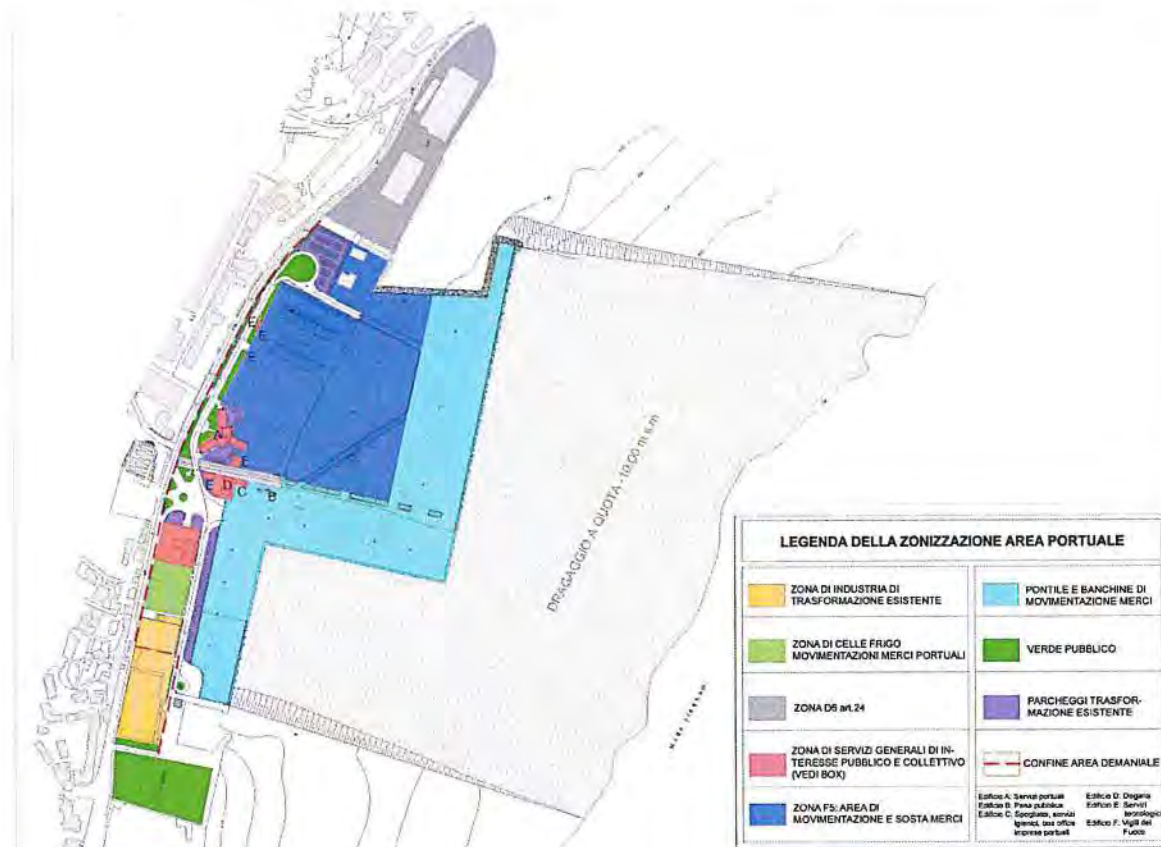 E
E
E
A
E
E D C B
DRAGAGGIO A QUOTA -10.00 m s.m
MARE JONIO
LEGENDA DELLA ZONIZZAZIONE AREA PORTUALE
ZONA DI INDUSTRIA DI
TRASFORMAZIONE ESISTENTE
ZONA DI CELLE FRIGO
MOVIMENTAZIONI MERCI PORTUALI
ZONA D6 art.24
ZONA DI SERVIZI GENERALI DI IN-
TERESSE PUBBLICO E COLLETTIVO
(VEDI BOX)
ZONA F5: AREA DI
MOVIMENTAZIONE E SOSTA MERCI
PONTILE E BANCHINE DI
MOVIMENTAZIONE MERCI
VERDE PUBBLICO
PARCHEGGI TRASFOR-
MAZIONE ESISTENTE
CONFINE AREA DEMANIALE
Edificio A: Servizi portuali
Edificio B: Pesa pubblica
Edificio C: Spogliatoi, servizi
igienici, box office
imprese portuali
Edificio D: Dogana
Edificio E: Servizi
tecnologici
Edificio F: Vigili del
Fuoco